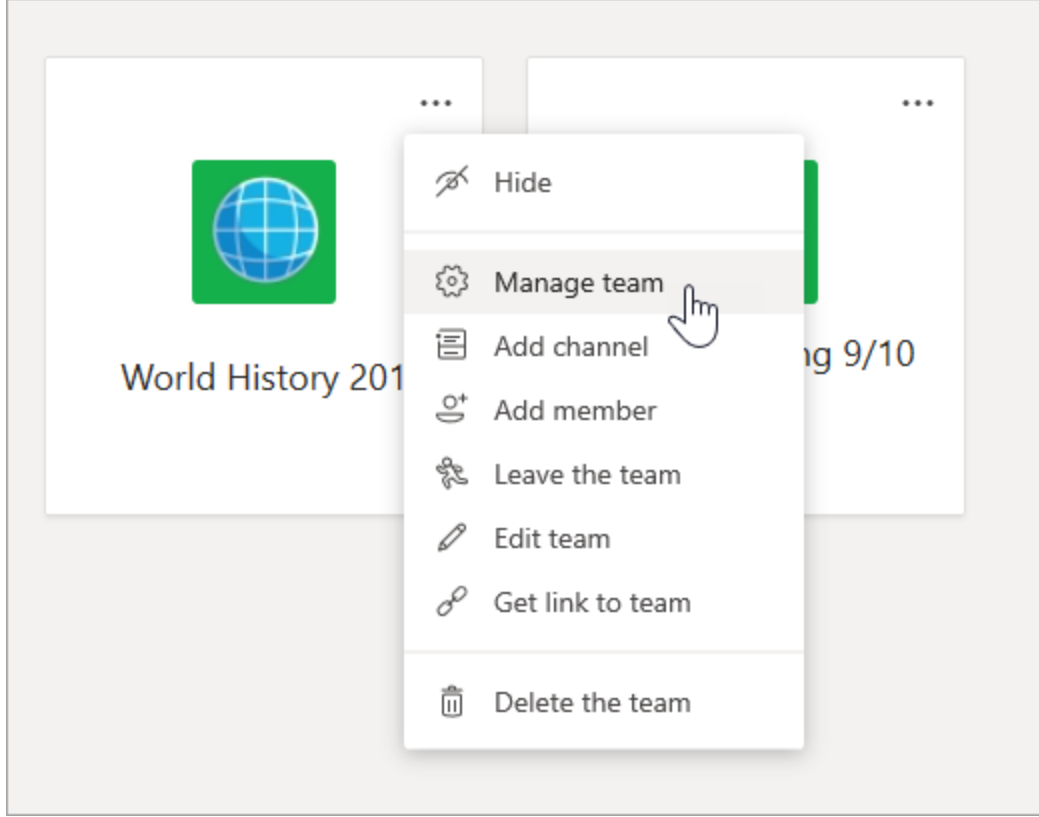 Hide
Manage team
Add channel
World History 201
9/10
Add member
Leave the team
Edit team
Get link to team
Delete the team